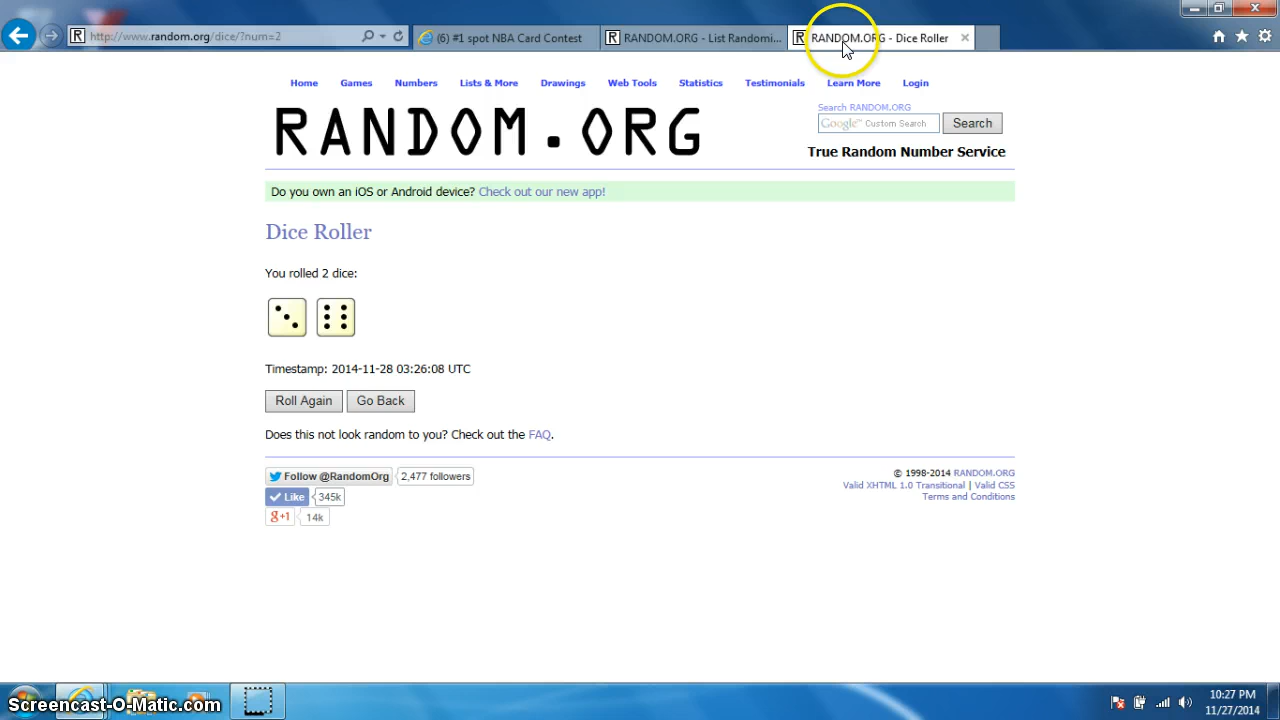 http://www.random.org/dice/?num=2
(6) #1 spot NBA Card Contest
RANDOM.ORG - List Randomi...
RANDOM.ORG - Dice Roller
Home Games Numbers Lists & More Drawings Web Tools Statistics Testimonials Learn More Login
RANDOM.ORG
Search RANDOM.ORG
Google™ Custom Search
Search
True Random Number Service
Do you own an iOS or Android device? Check out our new app!
Dice Roller
You rolled 2 dice:
Timestamp: 2014-11-28 03:26:08 UTC
Roll Again Go Back
Does this not look random to you? Check out the FAQ.
Follow @RandomOrg 2,477 followers
Like 345k
g+1 14k
© 1998-2014 RANDOM.ORG
Valid XHTML 1.0 Transitional | Valid CSS
Terms and Conditions
Screencast-O-Matic.com
10:27 PM
11/27/2014